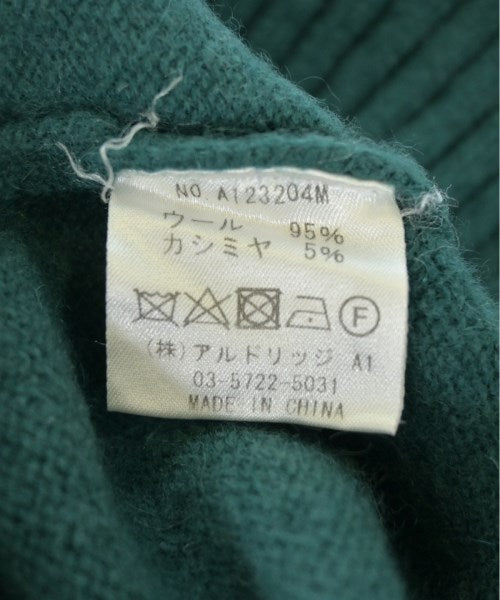 NO. A123204M
ウール 95%
カシミヤ 5%
F
(株)アルドリッジ A1
03-5722-5031
MADE IN CHINA